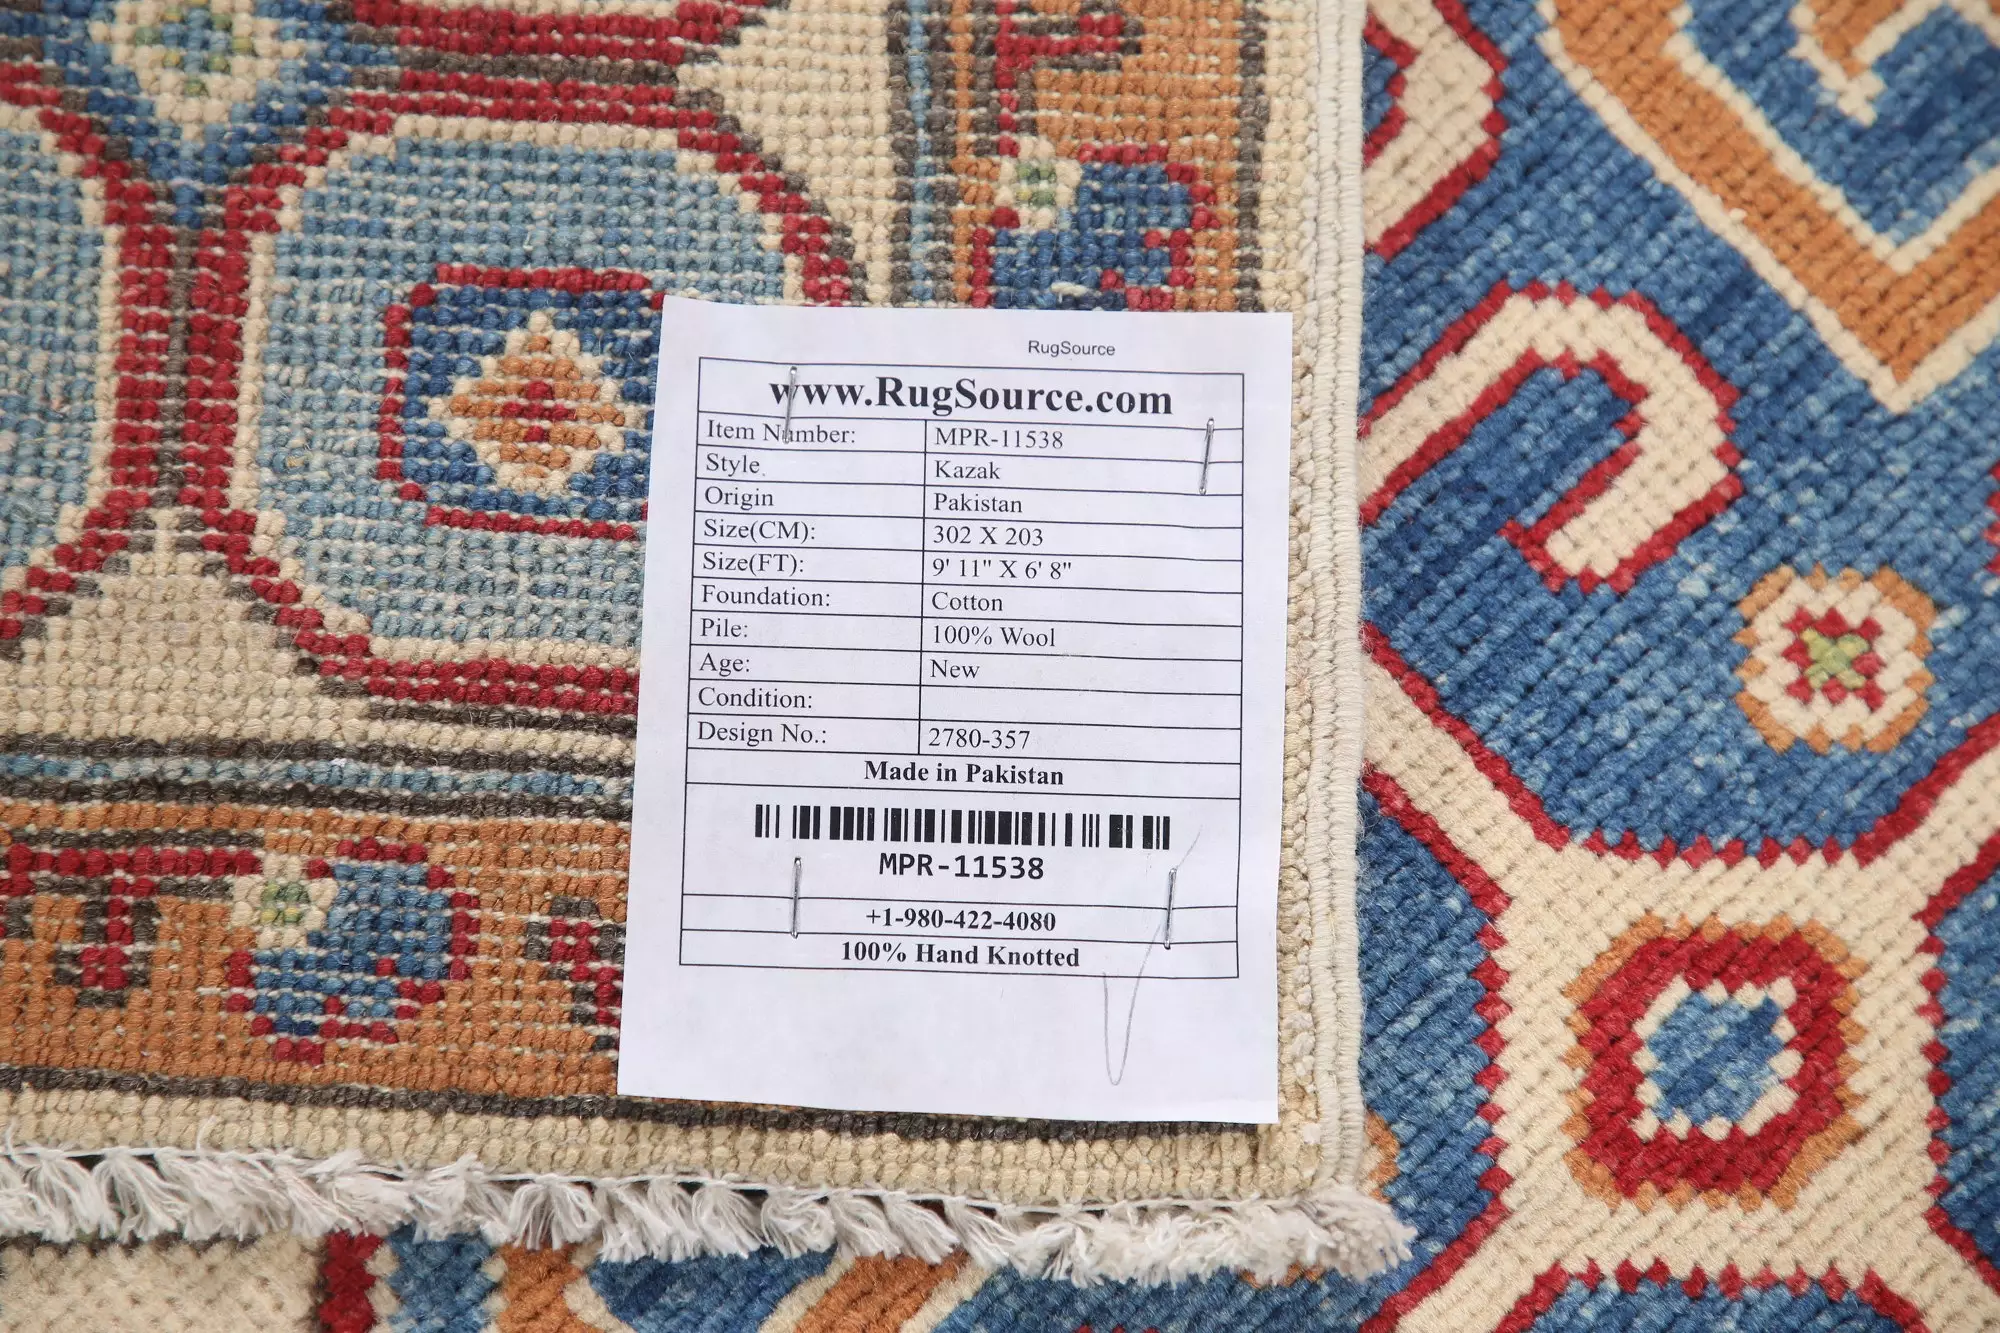 RugSource
www.RugSource.com
Item Number: MPR-11538
Style. Kazak
Origin Pakistan
Size(CM): 302 X 203
Size(FT): 9' 11" X 6' 8"
Foundation: Cotton
Pile: 100% Wool
Age: New
Condition:
Design No.: 2780-357
Made in Pakistan
MPR-11538
+1-980-422-4080
100% Hand Knotted